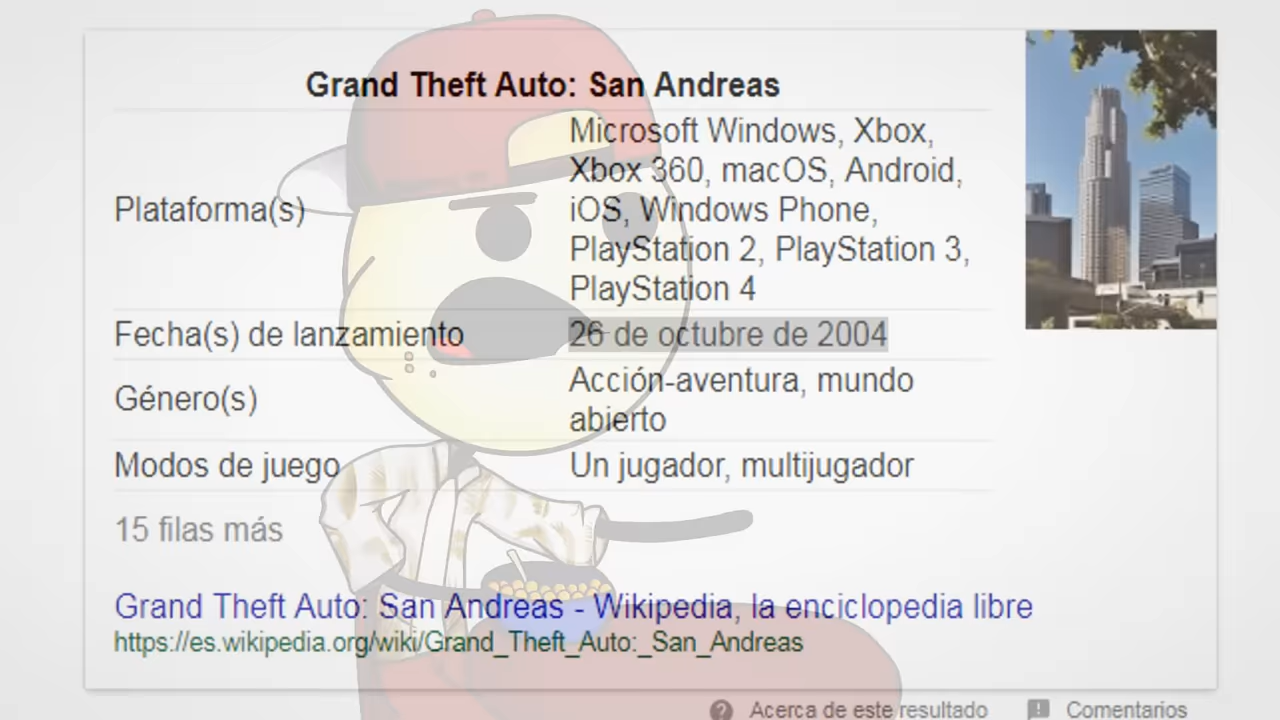 Grand Theft Auto: San Andreas
Plataforma(s)
Microsoft Windows, Xbox,
Xbox 360, macOS, Android,
iOS, Windows Phone,
PlayStation 2, PlayStation 3,
PlayStation 4
Fecha(s) de lanzamiento
26 de octubre de 2004
Género(s)
Acción-aventura, mundo
abierto
Modos de juego
Un jugador, multijugador
15 filas más
Grand Theft Auto: San Andreas - Wikipedia, la enciclopedia libre
https://es.wikipedia.org/wiki/Grand_Theft_Auto:_San_Andreas
Acerca de este resultado
Comentarios